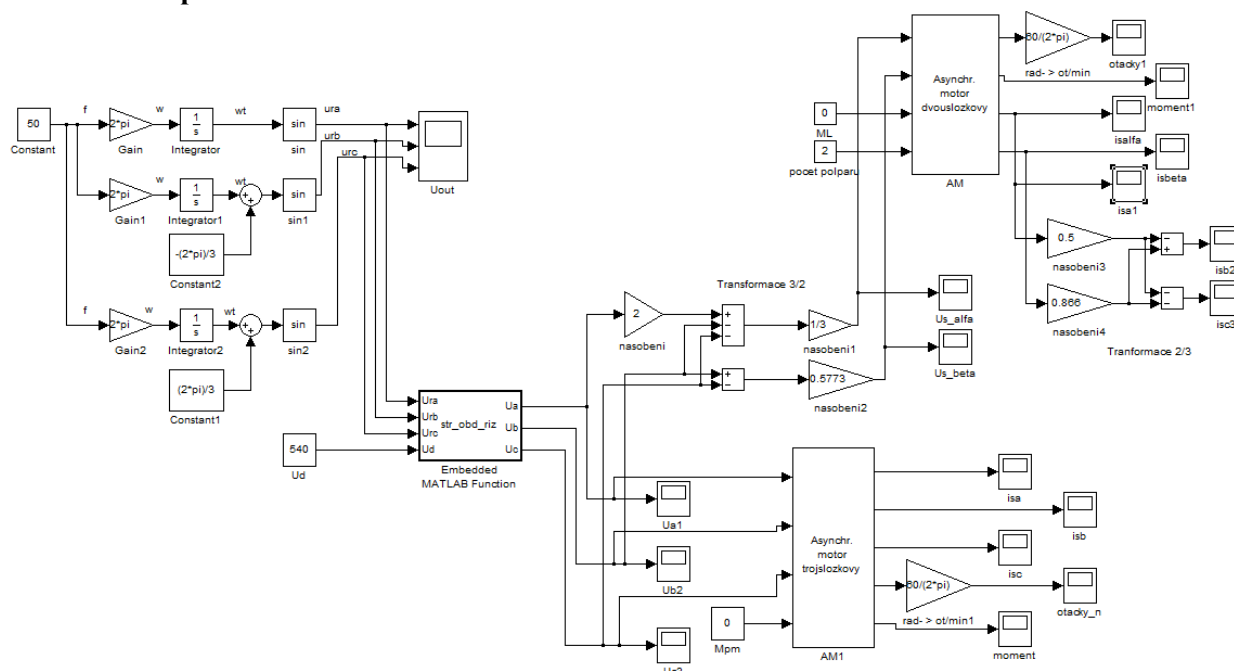 50
Constant
f
2*pi
Gain
w
1
s
Integrator
wt
sin
sin
ura
urb
urc
Uout
2*pi
Gain1
w
1
s
Integrator1
wt
+
+
sin
sin1
-(2*pi)/3
Constant2
f
2*pi
Gain2
w
1
s
Integrator2
wt
+
+
sin
sin2
(2*pi)/3
Constant1
540
Ud
Ura
Urb
Urc
Ud
str_obd_riz
Ua
Ub
Uc
Embedded
MATLAB Function
2
nasobeni
Transformace 3/2
+
−
−
+
−
1/3
nasobeni1
0.5773
nasobeni2
Us_alfa
Us_beta
0
ML
2
pocet polparu
Asynchr.
motor
dvouslozkovy
AM
60/(2*pi)
rad-> ot/min
otacky1
moment1
isalfa
isbeta
isa1
0.5
nasobeni3
0.866
nasobeni4
−
+
−
−
isb2
isc3
Tranformace 2/3
Ua1
Ub2
0
Mpm
Asynchr.
motor
trojslozkovy
AM1
isa
isb
isc
60/(2*pi)
rad-> ot/min1
otacky_n
moment